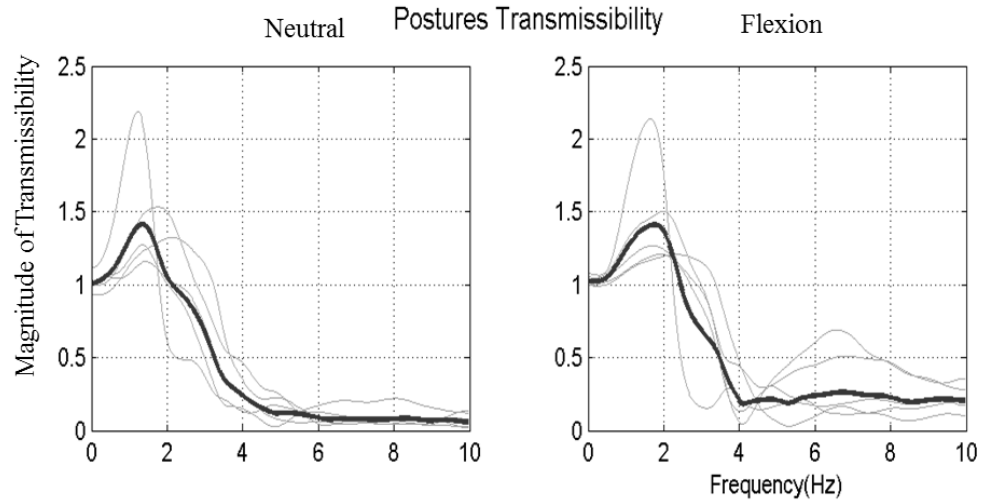 Postures Transmissibility
Neutral
Flexion
Magnitude of Transmissibility
2.5
2
1.5
1
0.5
0
0 2 4 6 8 10
2.5
2
1.5
1
0.5
0
0 2 4 6 8 10
Frequency(Hz)